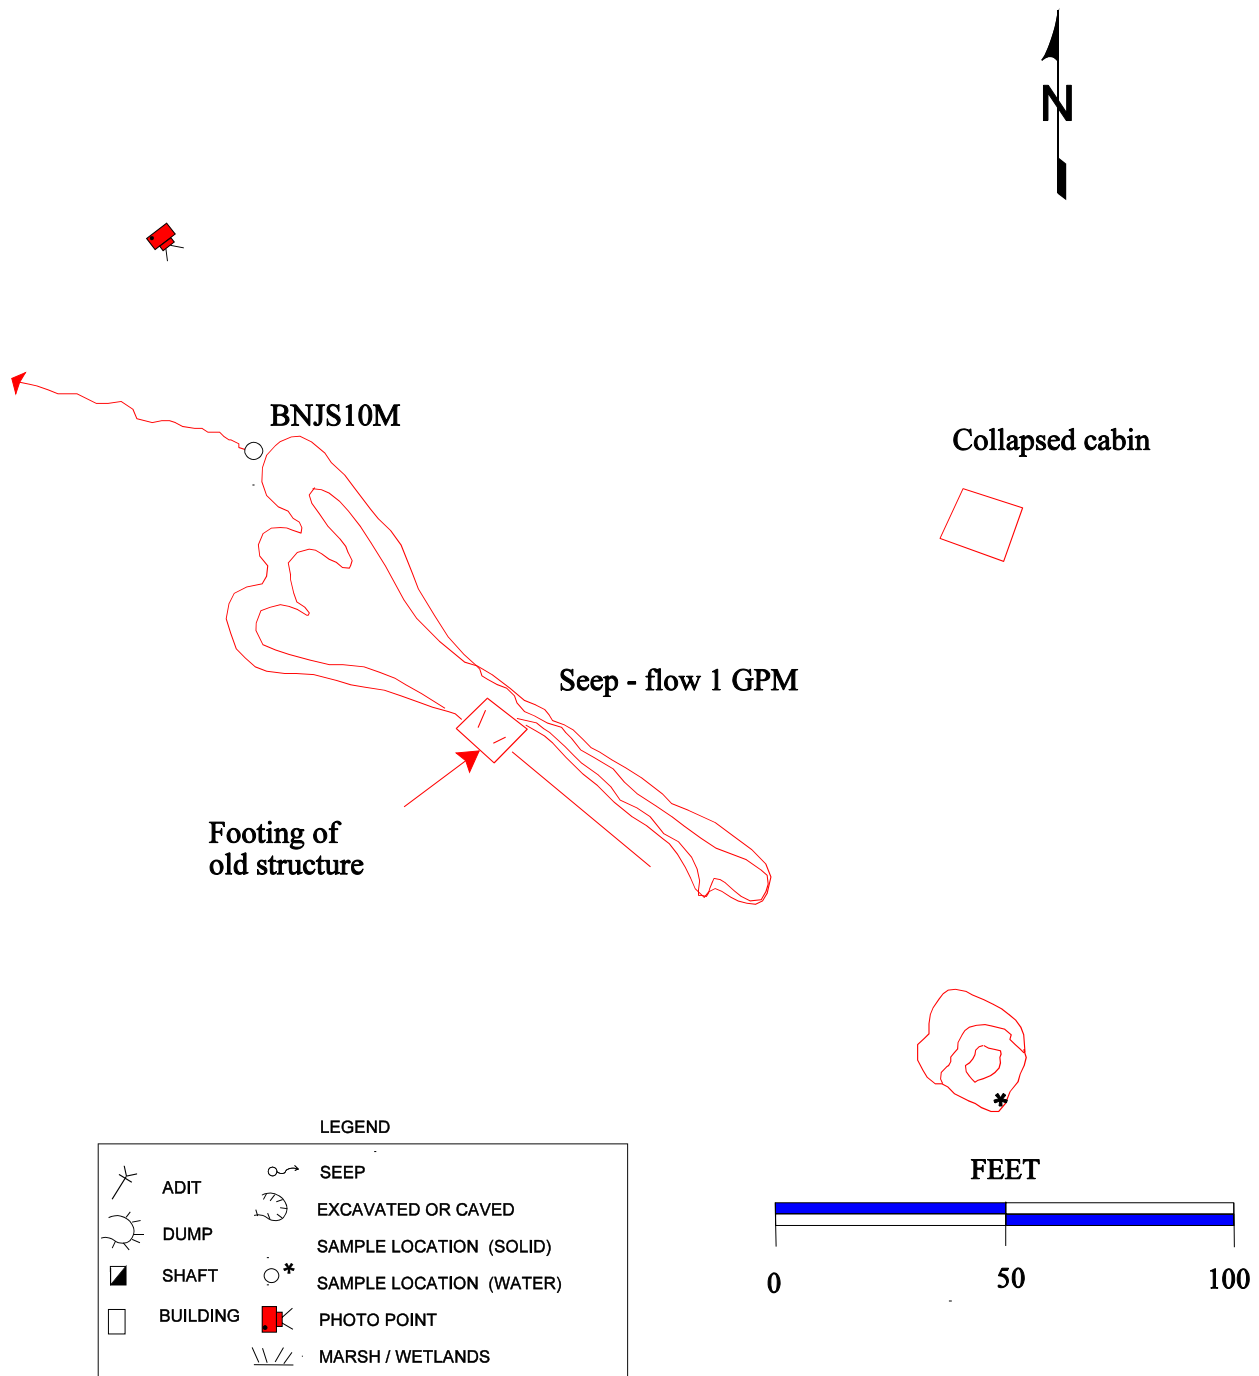 N
BNJS10M
Collapsed cabin
Seep - flow 1 GPM
Footing of
old structure
LEGEND
ADIT
DUMP
SHAFT
BUILDING
SEEP
EXCAVATED OR CAVED
SAMPLE LOCATION (SOLID)
* SAMPLE LOCATION (WATER)
PHOTO POINT
MARSH / WETLANDS
*
FEET
0 50 100